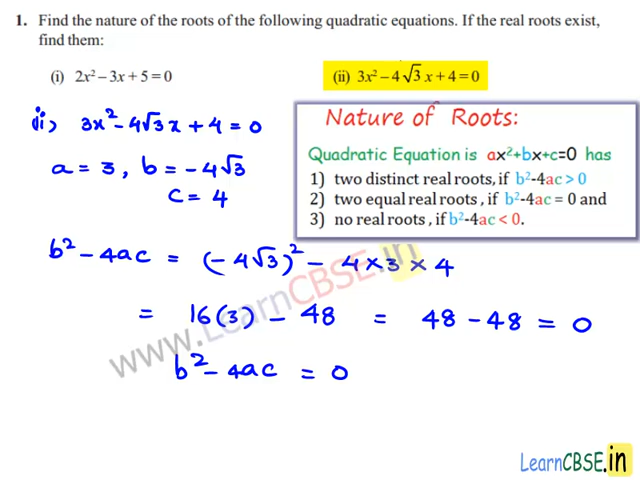 1. Find the nature of the roots of the following quadratic equations. If the real roots exist,
find them:
(i) 2x² – 3x + 5 = 0
(ii) 3x² – 4√3 x + 4 = 0
ii) 3x² - 4√3x + 4 = 0
a = 3, b = -4√3
c = 4
Nature of Roots:
Quadratic Equation is ax²+bx+c=0 has
1) two distinct real roots, if b²-4ac > 0
2) two equal real roots, if b²-4ac = 0 and
3) no real roots, if b²-4ac < 0.
b² - 4ac = (-4√3)² - 4 × 3 × 4
= 16(3) - 48 = 48 - 48 = 0
b² - 4ac = 0
www.LearnCBSE.in
LearnCBSE.in